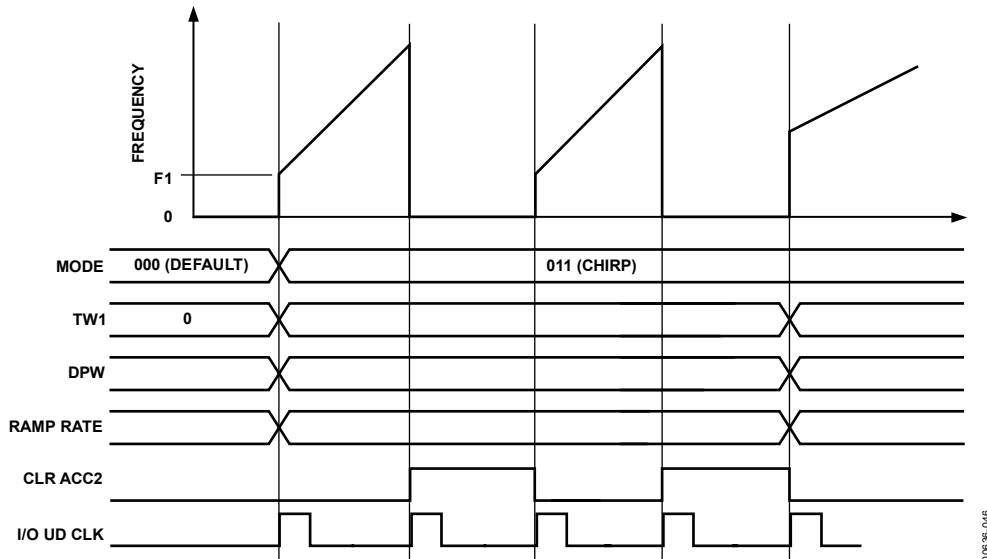 FREQUENCY
F1
0
MODE 000 (DEFAULT) 011 (CHIRP)
TW1 0
DPW
RAMP RATE
CLR ACC2
I/O UD CLK